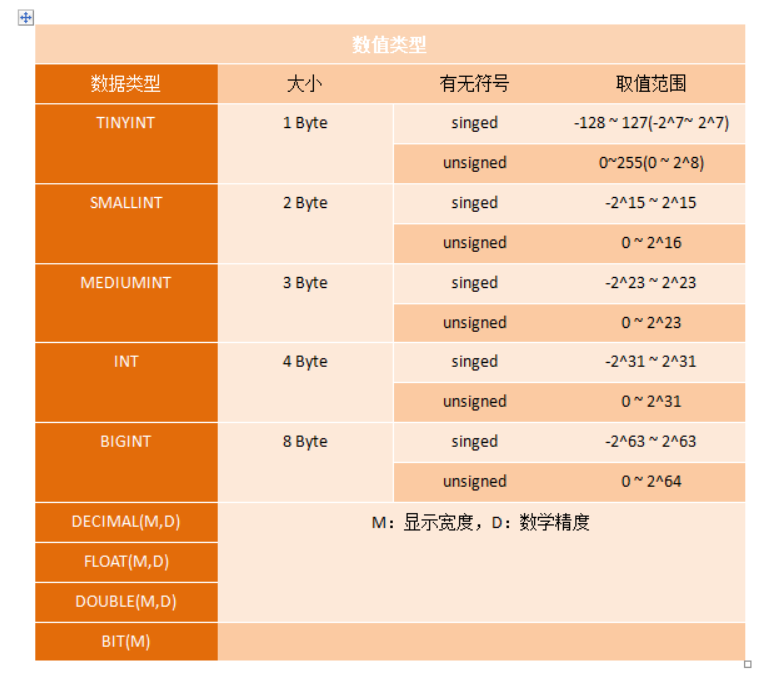 数值类型
数据类型 大小 有无符号 取值范围
TINYINT 1 Byte singed -128 ~ 127(-2^7~ 2^7)
unsigned 0~255(0 ~ 2^8)
SMALLINT 2 Byte singed -2^15 ~ 2^15
unsigned 0 ~ 2^16
MEDIUMINT 3 Byte singed -2^23 ~ 2^23
unsigned 0 ~ 2^23
INT 4 Byte singed -2^31 ~ 2^31
unsigned 0 ~ 2^31
BIGINT 8 Byte singed -2^63 ~ 2^63
unsigned 0 ~ 2^64
DECIMAL(M,D) M：显示宽度，D：数学精度
FLOAT(M,D)
DOUBLE(M,D)
BIT(M)